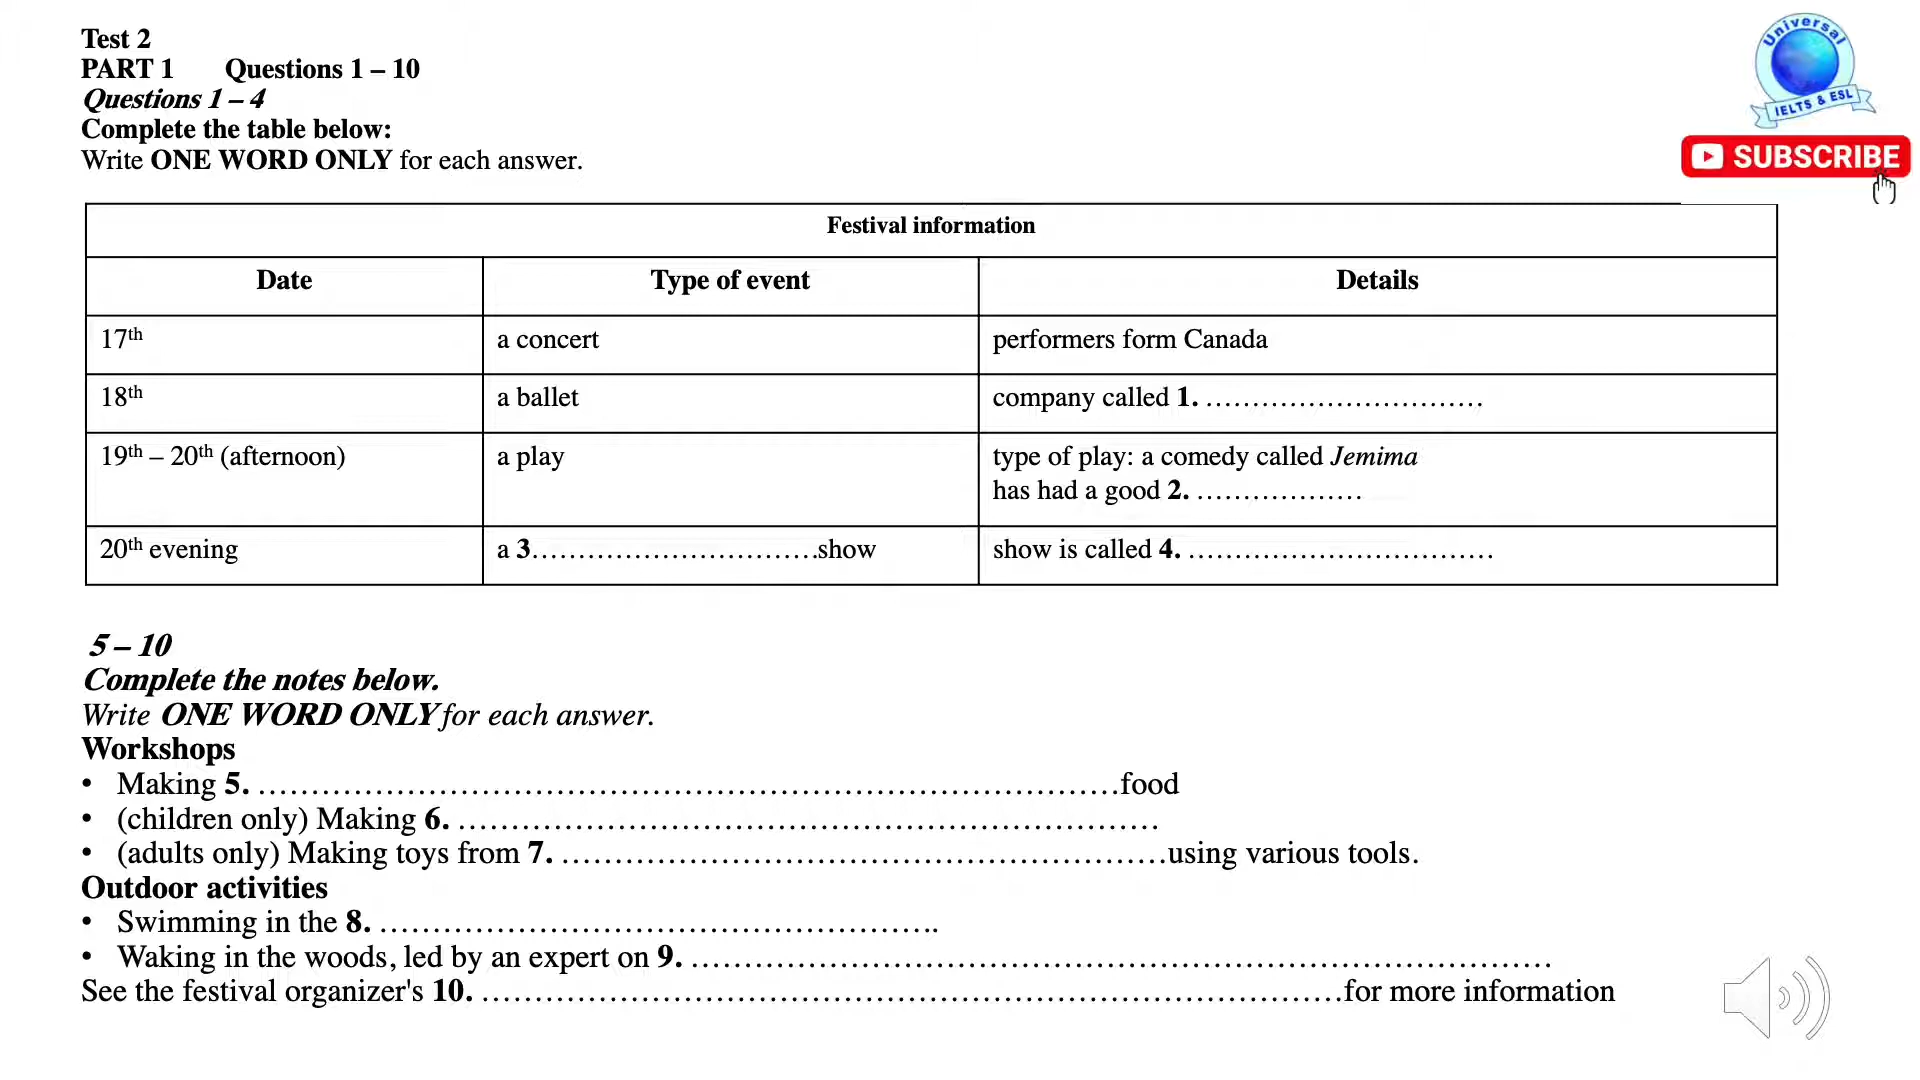 Test 2
PART 1 Questions 1 – 10
Questions 1 – 4
Complete the table below:
Write ONE WORD ONLY for each answer.
Universal
IELTS & ESL
SUBSCRIBE
Festival information
Date Type of event Details
17th a concert performers form Canada
18th a ballet company called 1. ..............................
19th – 20th (afternoon) a play type of play: a comedy called Jemima
has had a good 2. ..................
20th evening a 3...............................show show is called 4. .................................
5 – 10
Complete the notes below.
Write ONE WORD ONLY for each answer.
Workshops
• Making 5. ..................................................................................food
• (children only) Making 6. ...................................................................
• (adults only) Making toys from 7. ..........................................................using various tools.
Outdoor activities
• Swimming in the 8. .....................................................
• Waking in the woods, led by an expert on 9. ..................................................................................
See the festival organizer's 10. ..................................................................................for more information